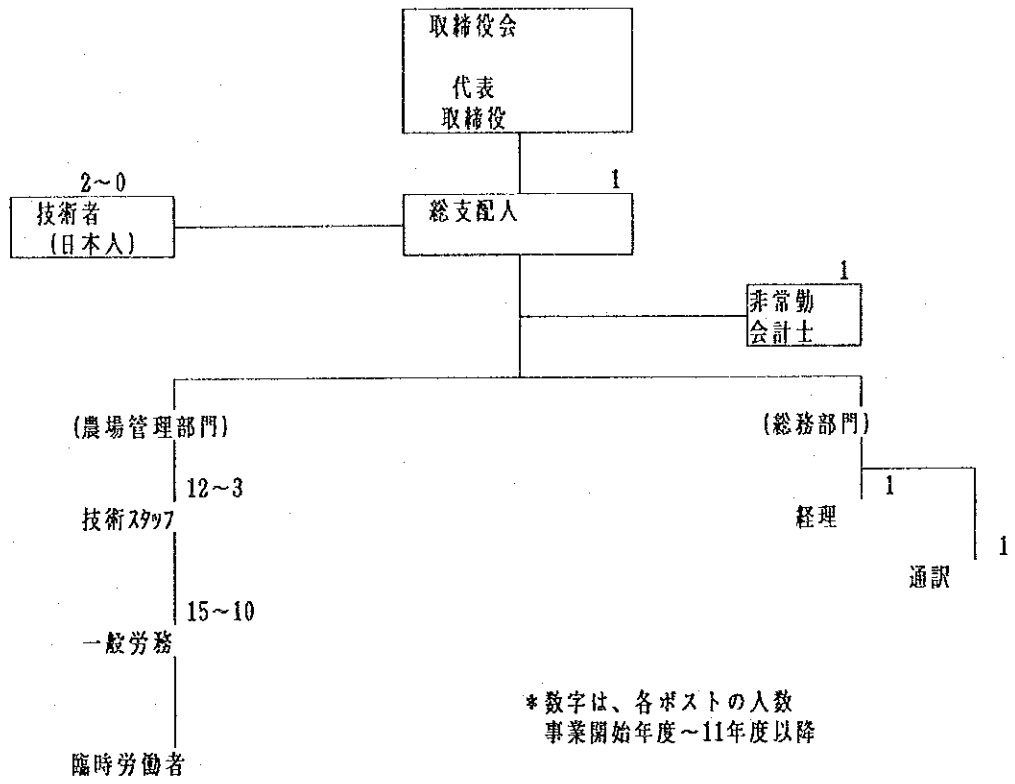 取締役会
代表
取締役
2～0
1
技術者
(日本人)
総支配人
1
非常勤
会計士
(農場管理部門)
(総務部門)
12～3
1
技術スタッフ
経理
1
通訳
15～10
一般労務
*数字は、各ポストの人数
事業開始年度～11年度以降
臨時労働者